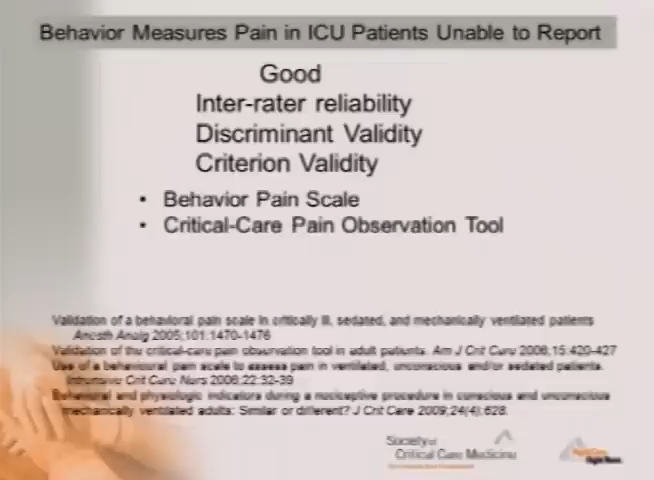 Behavior Measures Pain in ICU Patients Unable to Report
Good
Inter-rater reliability
Discriminant Validity
Criterion Validity
• Behavior Pain Scale
• Critical-Care Pain Observation Tool
Validation of a behavioral pain scale in critically ill, sedated, and mechanically ventilated patients
Anesth Analg 2005;101:1470-1476
Validation of the critical-care pain observation tool in adult patients. Am J Crit Care 2006;15:420-427
Use of a behavioural pain scale to assess pain in ventilated, unconscious and/or sedated patients.
Intensive Crit Care Nurs 2006;22:32-39
Behavioral and physiologic indicators during a nociceptive procedure in conscious and unconscious
mechanically ventilated adults: Similar or different? J Crit Care 2009;24(4):628.
Society of
Critical Care Medicine
Right Care
Right Now